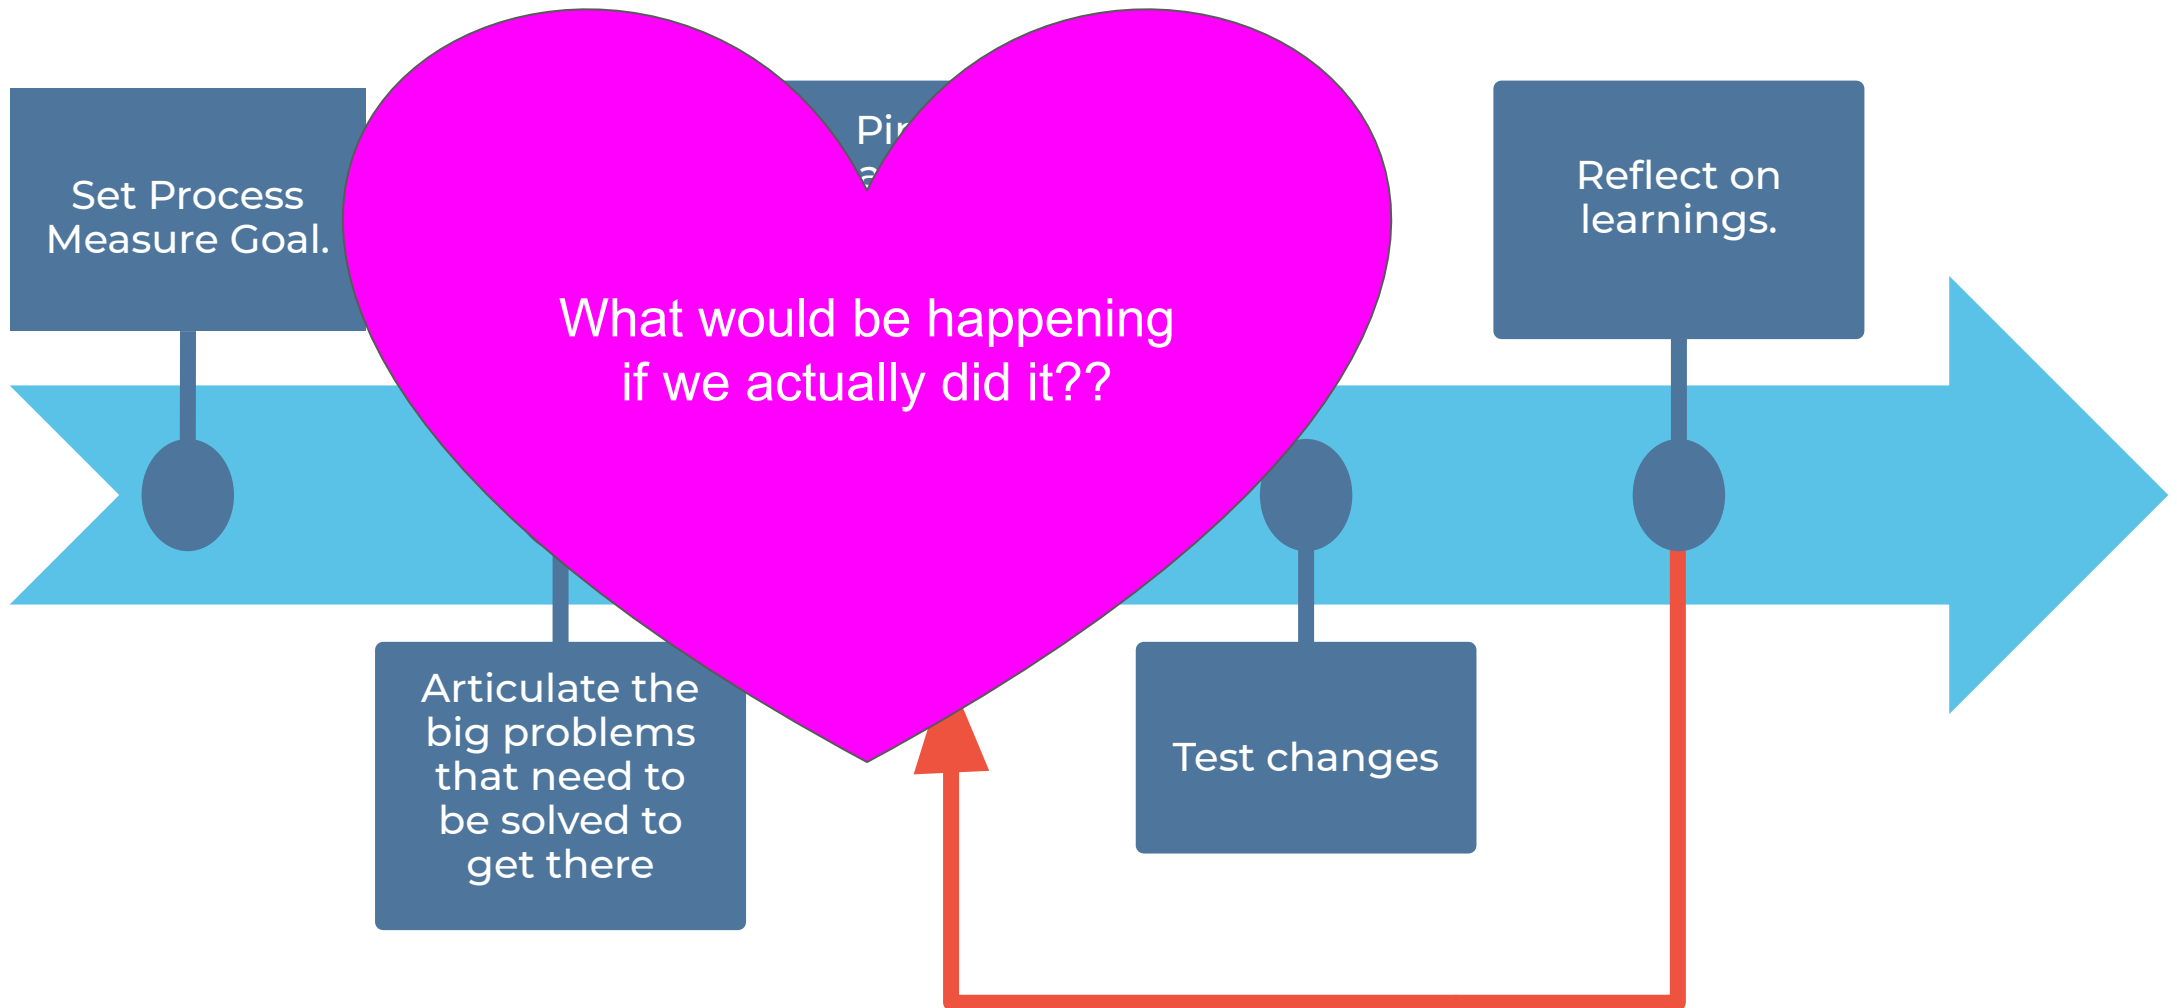 Set Process
Measure Goal.
What would be happening
if we actually did it??
Reflect on
learnings.
Articulate the
big problems
that need to
be solved to
get there
Test changes